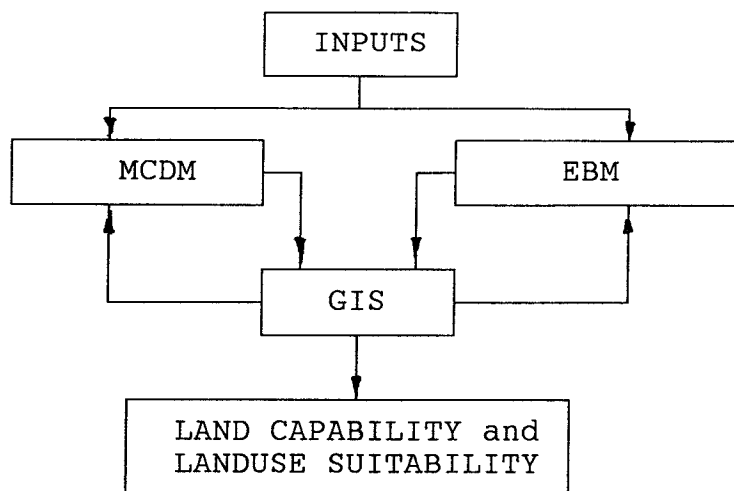 INPUTS
MCDM
EBM
GIS
LAND CAPABILITY and
LANDUSE SUITABILITY